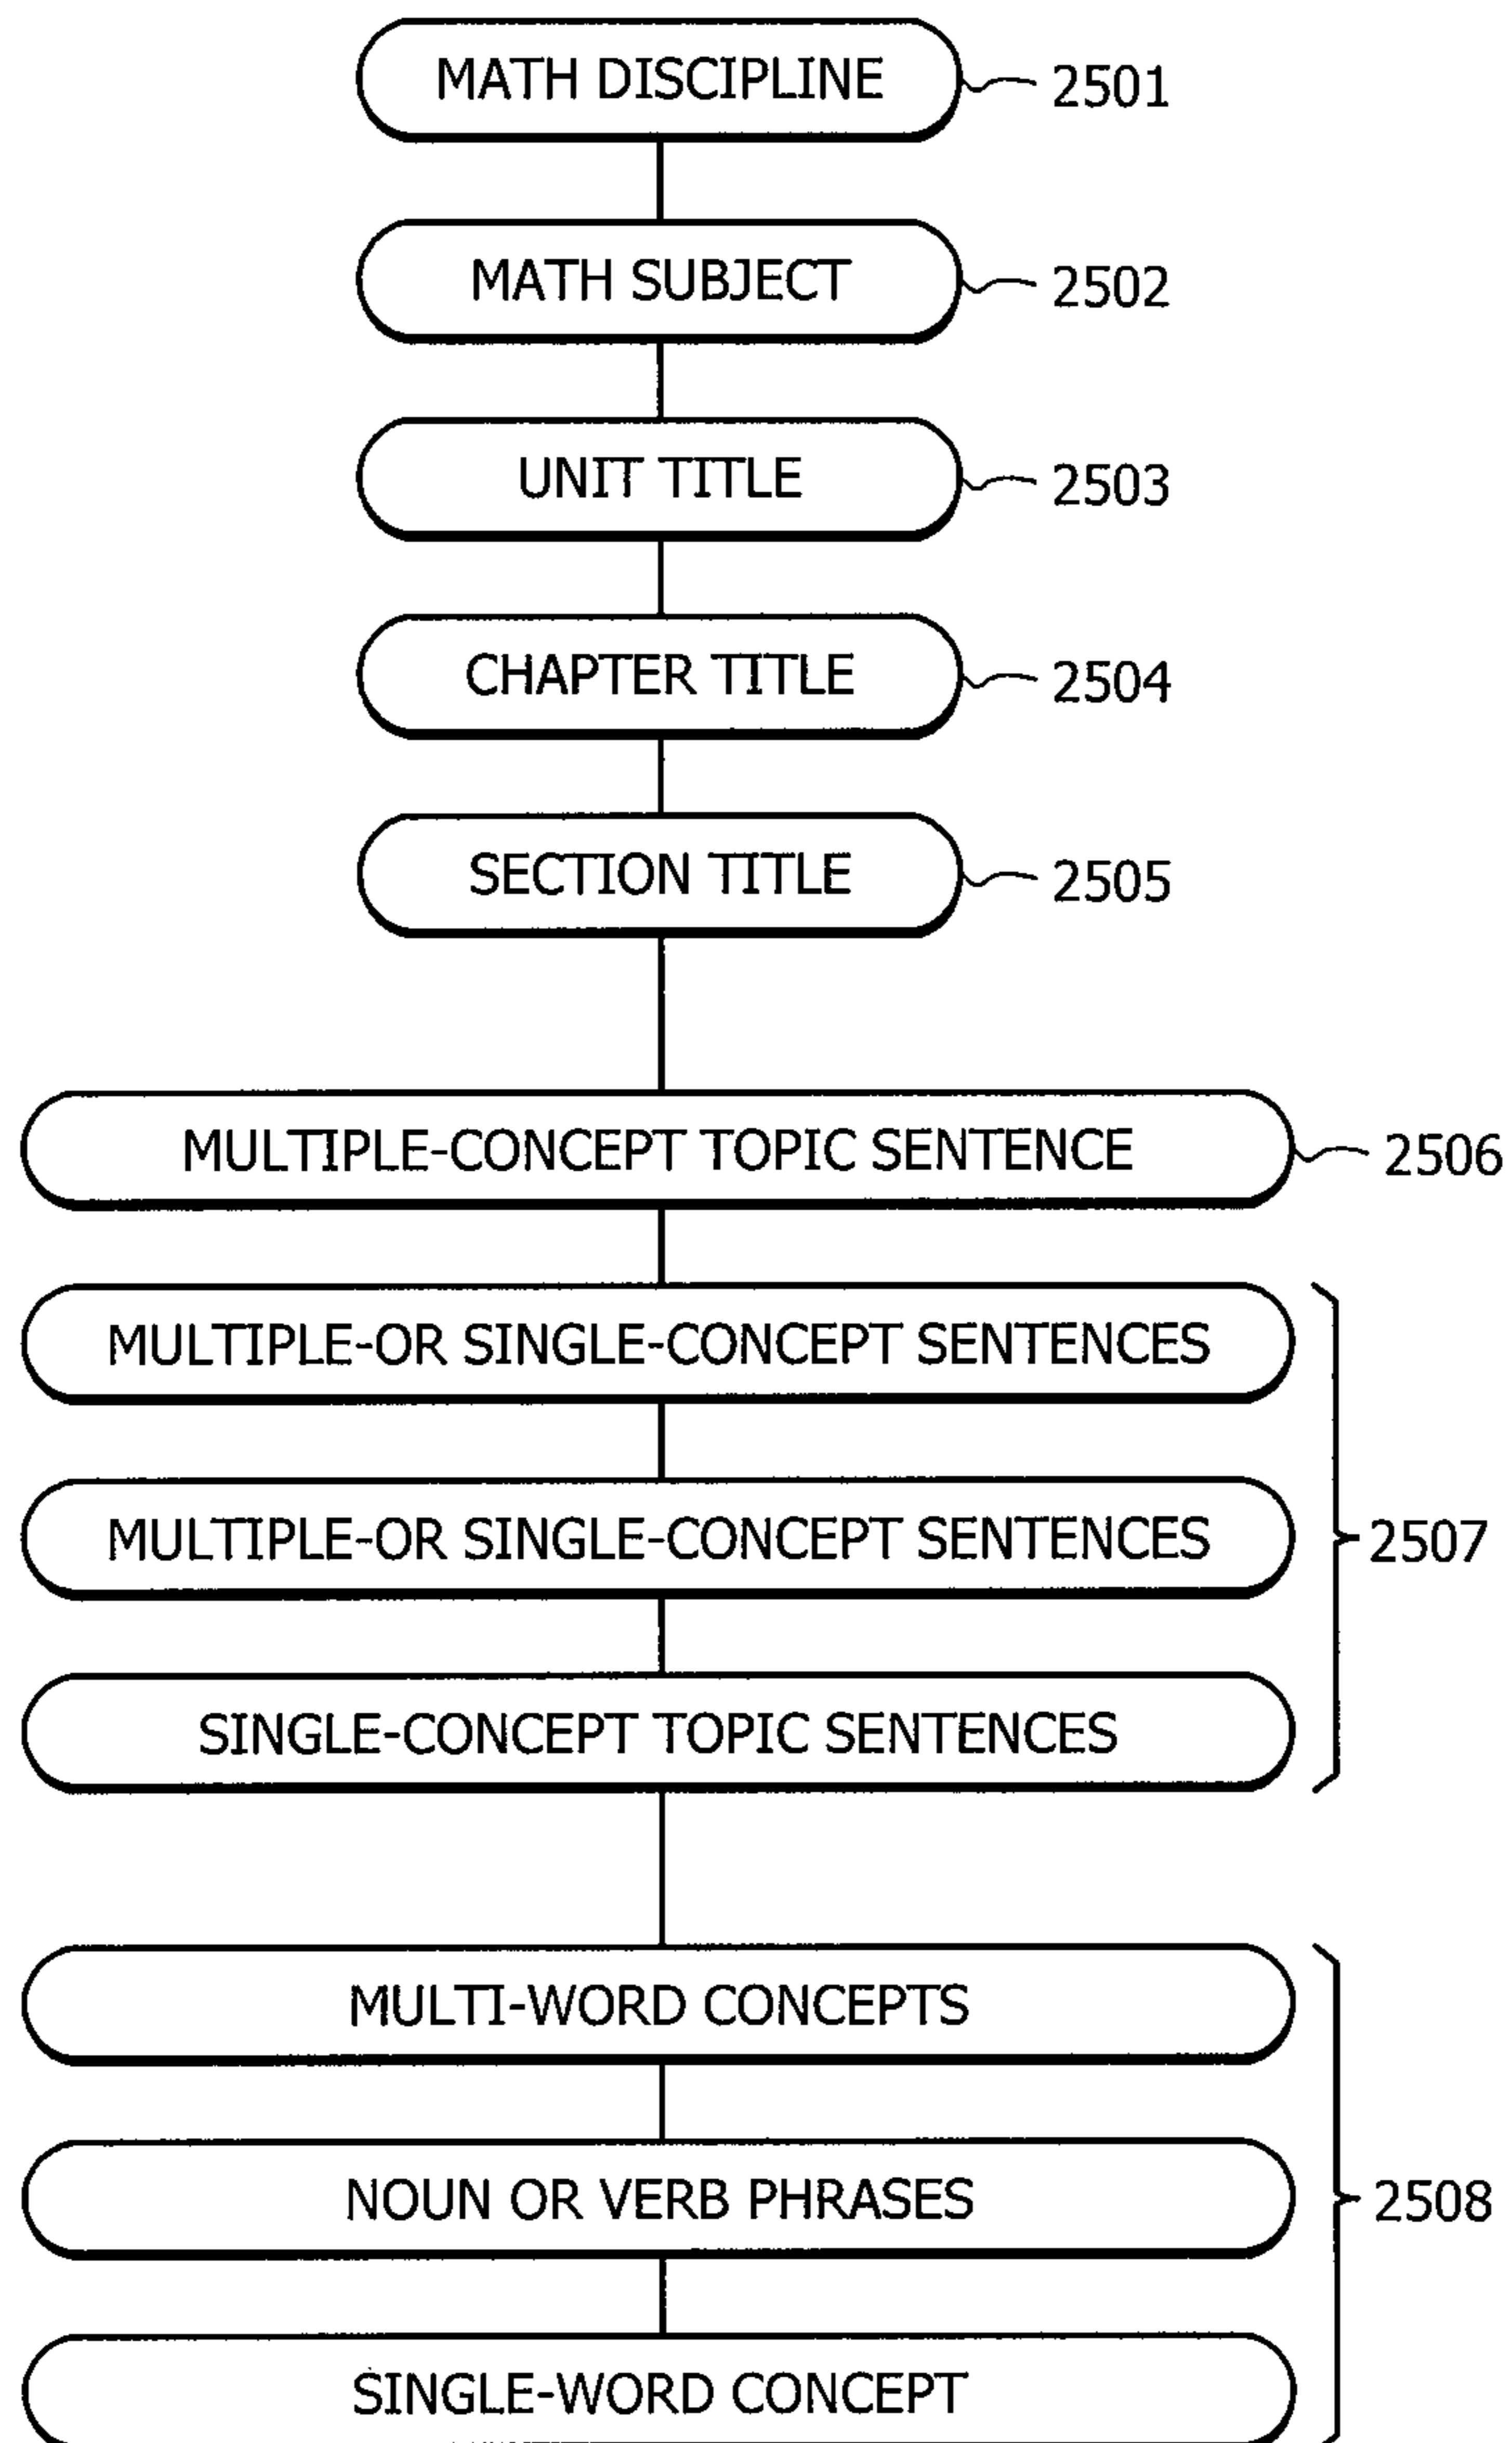 MATH DISCIPLINE 2501
MATH SUBJECT 2502
UNIT TITLE 2503
CHAPTER TITLE 2504
SECTION TITLE 2505
MULTIPLE-CONCEPT TOPIC SENTENCE 2506
MULTIPLE-OR SINGLE-CONCEPT SENTENCES
MULTIPLE-OR SINGLE-CONCEPT SENTENCES 2507
SINGLE-CONCEPT TOPIC SENTENCES
MULTI-WORD CONCEPTS
NOUN OR VERB PHRASES 2508
SINGLE-WORD CONCEPT